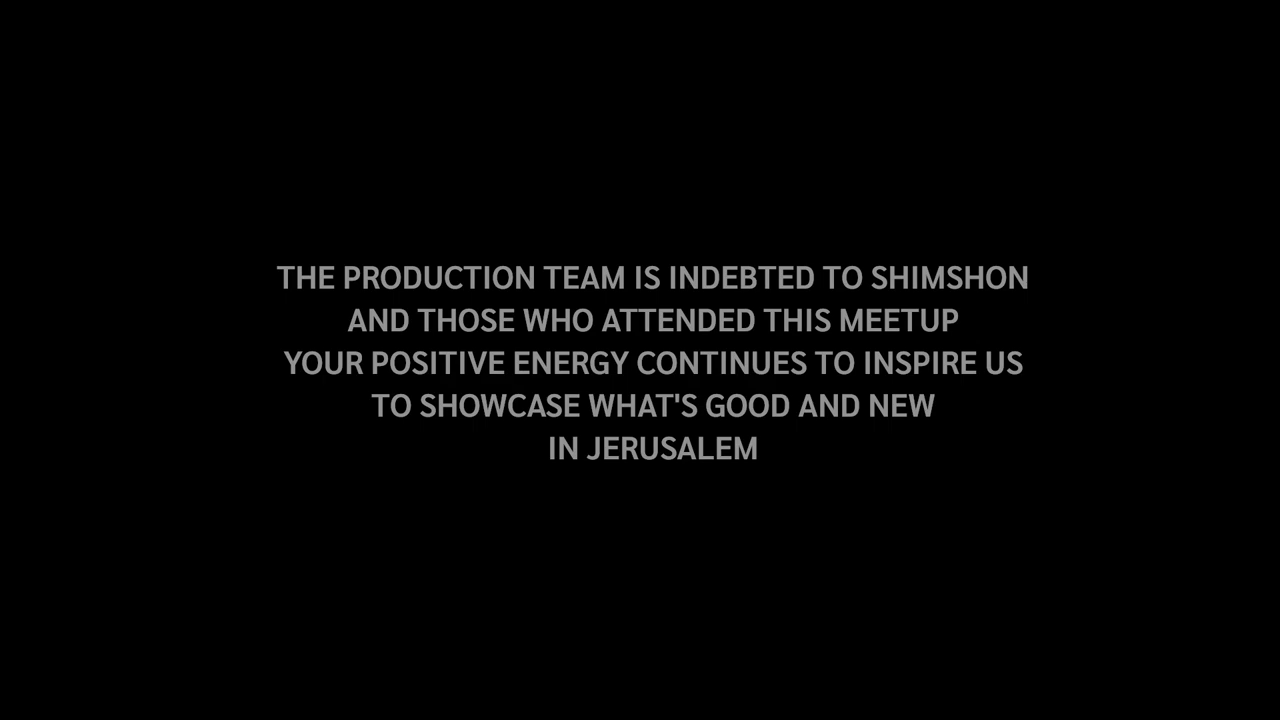 THE PRODUCTION TEAM IS INDEBTED TO SHIMSHON
AND THOSE WHO ATTENDED THIS MEETUP
YOUR POSITIVE ENERGY CONTINUES TO INSPIRE US
TO SHOWCASE WHAT'S GOOD AND NEW
IN JERUSALEM